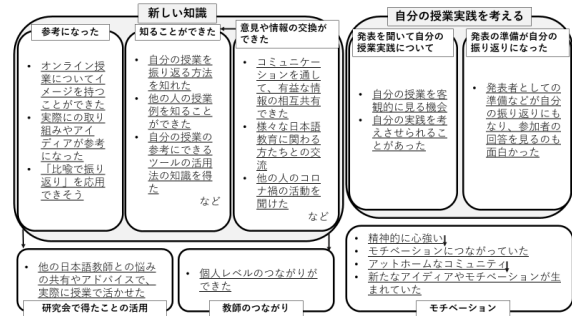 新しい知識
参考になった
オンライン授
業についてイ
メージを持つ
ことができた
実際にの取り
組みやアイ
ディアが参考
になった
「比喩で振り
返り」を応用
できそう
知ることができた
自分の授業を
振り返る方法
を知れた
他の人の授業
例を知ること
ができた
自分の授業の
参考にできる
ツールの活用
法の知識を得
た
など
意見や情報の交換が
できた
コミュニケー
ションを通し
て、有益な情
報の相互共有
できた
様々な日本語
教育に関わる
方たちとの交
流
他の人のコロ
ナ禍の活動を
聞けた
など
自分の授業実践を考える
発表を聞いて自分の
授業実践について
自分の授業を客
観的に見る機会
自分の実践を考
えさせられるこ
とがあった
発表の準備が自分の
振り返りになった
発表者としての
準備などが自分
の振り返りにも
なり、参加者の
回答を見るのも
面白かった
他の日本語教師との悩み
の共有やアドバイスで、
実際に授業で活かせた
研究会で得たことの活用
個人レベルのつながりが
できた
教師のつながり
精神的に心強い
モチベーションにつながっていた
アットホームなコミュニティ
新たなアイディアやモチベーションが生
まれていた
モチベーション